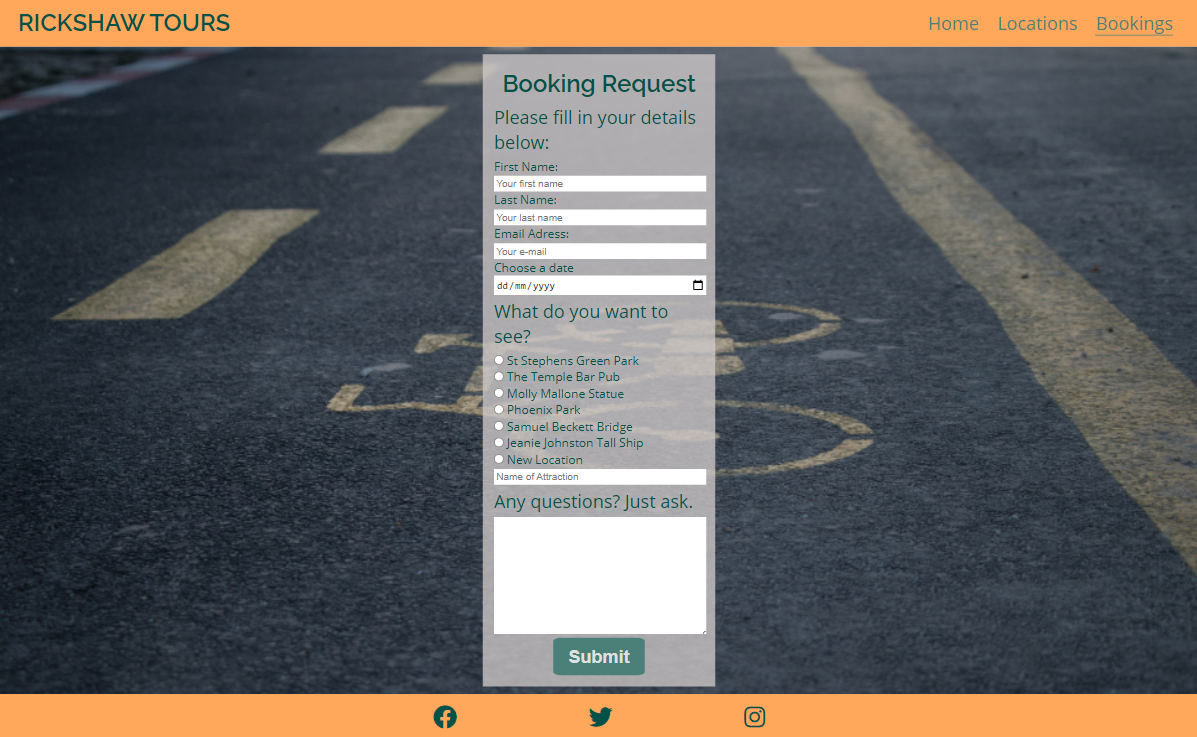 RICKSHAW TOURS
Home Locations Bookings
Booking Request
Please fill in your details
below:
First Name:
Your first name
Last Name:
Your last name
Email Adress:
Your e-mail
Choose a date
dd/mm/yyyy
What do you want to
see?
St Stephens Green Park
The Temple Bar Pub
Molly Mallone Statue
Phoenix Park
Samuel Beckett Bridge
Jeanie Johnston Tall Ship
New Location
Name of Attraction
Any questions? Just ask.
Submit